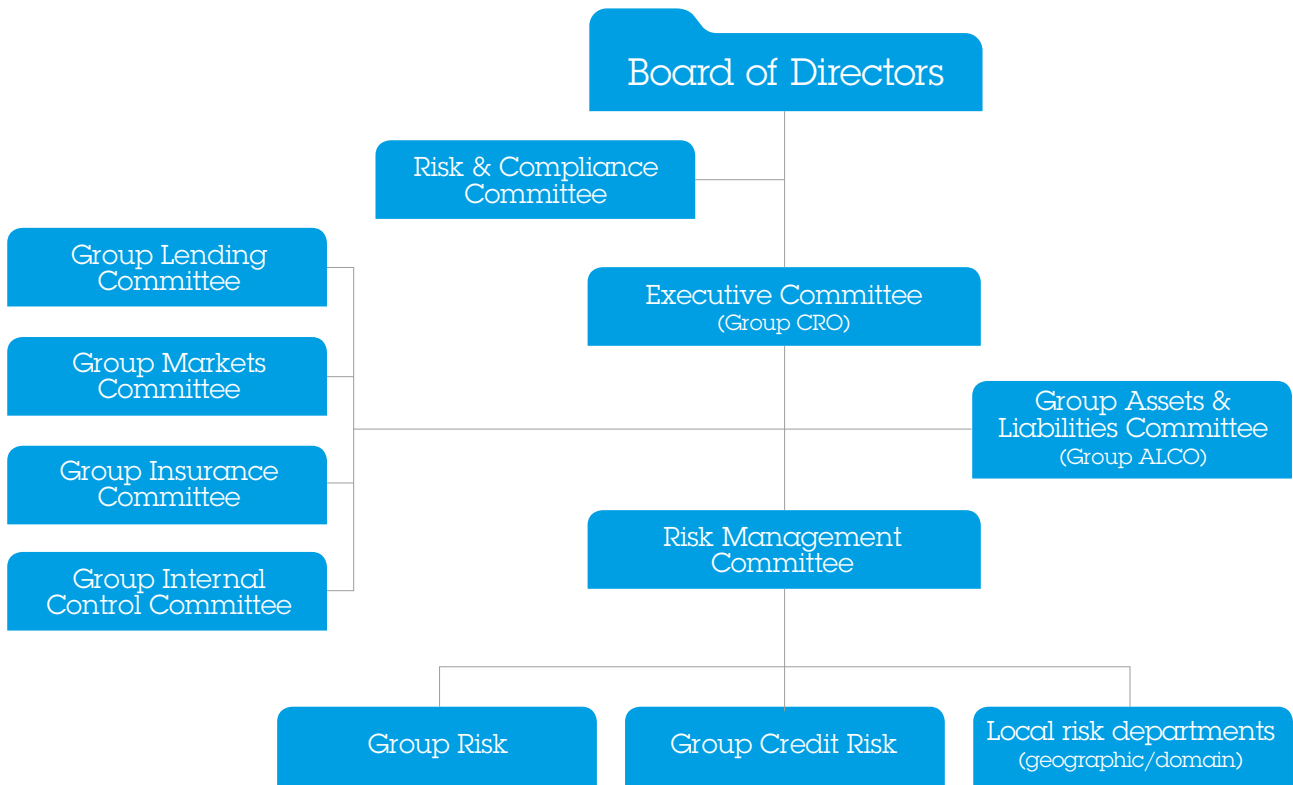 Board of Directors
Risk & Compliance
Committee
Group Lending
Committee
Executive Committee
(Group CRO)
Group Markets
Committee
Group Assets &
Liabilities Committee
(Group ALCO)
Group Insurance
Committee
Risk Management
Committee
Group Internal
Control Committee
Group Risk
Group Credit Risk
Local risk departments
(geographic/domain)